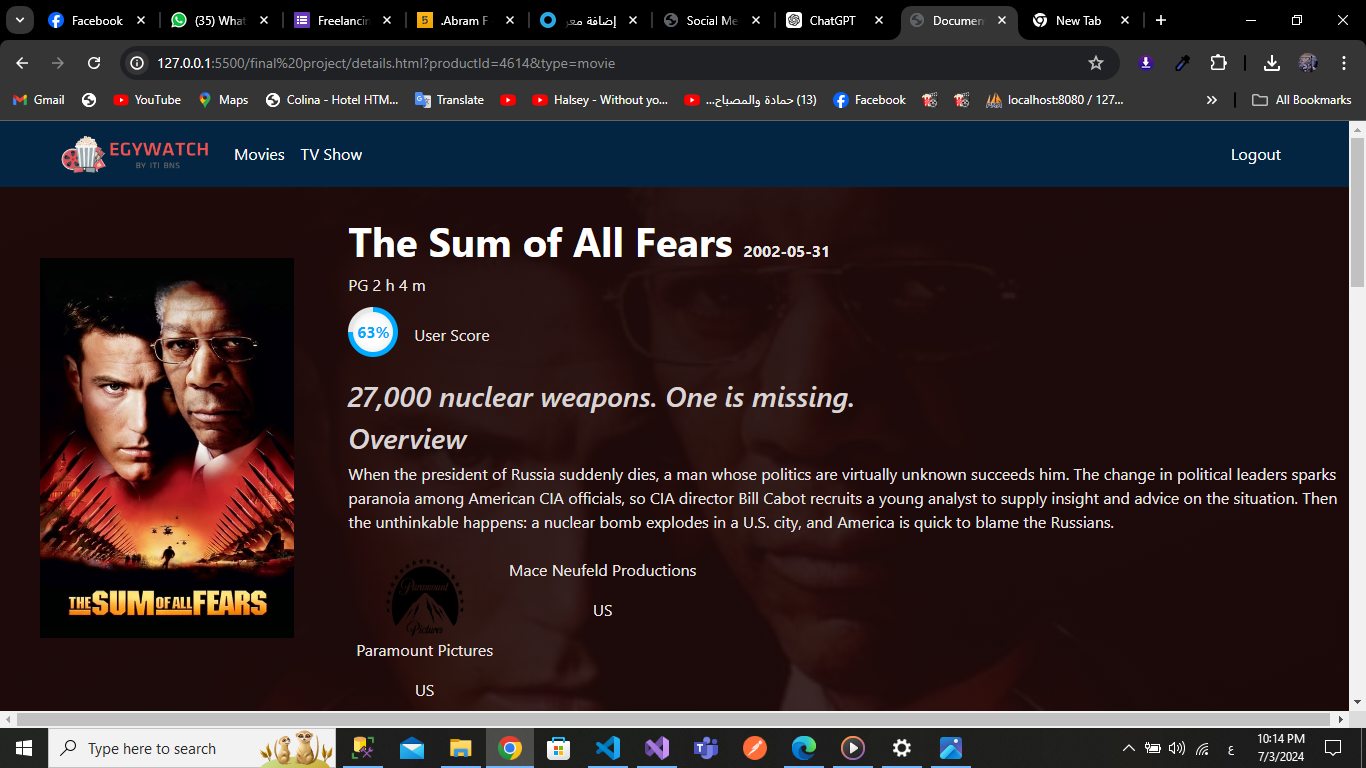 Facebook
(35) What
Freelancin
5 .Abram F
إضافة معر
Social Me
ChatGPT
Documen
New Tab
127.0.0.1:5500/final%20project/details.html?productId=4614&type=movie
Gmail
YouTube
Maps
Colina - Hotel HTM...
Translate
Halsey - Without yo...
(13) حمادة والمصباح...
Facebook
localhost:8080 / 127...
All Bookmarks
EGYWATCH
BY ITI BNS
Movies
TV Show
Logout
The Sum of All Fears 2002-05-31
PG 2 h 4 m
63% User Score
27,000 nuclear weapons. One is missing.
Overview
When the president of Russia suddenly dies, a man whose politics are virtually unknown succeeds him. The change in political leaders sparks
paranoia among American CIA officials, so CIA director Bill Cabot recruits a young analyst to supply insight and advice on the situation. Then
the unthinkable happens: a nuclear bomb explodes in a U.S. city, and America is quick to blame the Russians.
THE SUM OF ALL FEARS
Paramount
Pictures
Mace Neufeld Productions
US
Paramount Pictures
US
Type here to search
ع
10:14 PM
7/3/2024